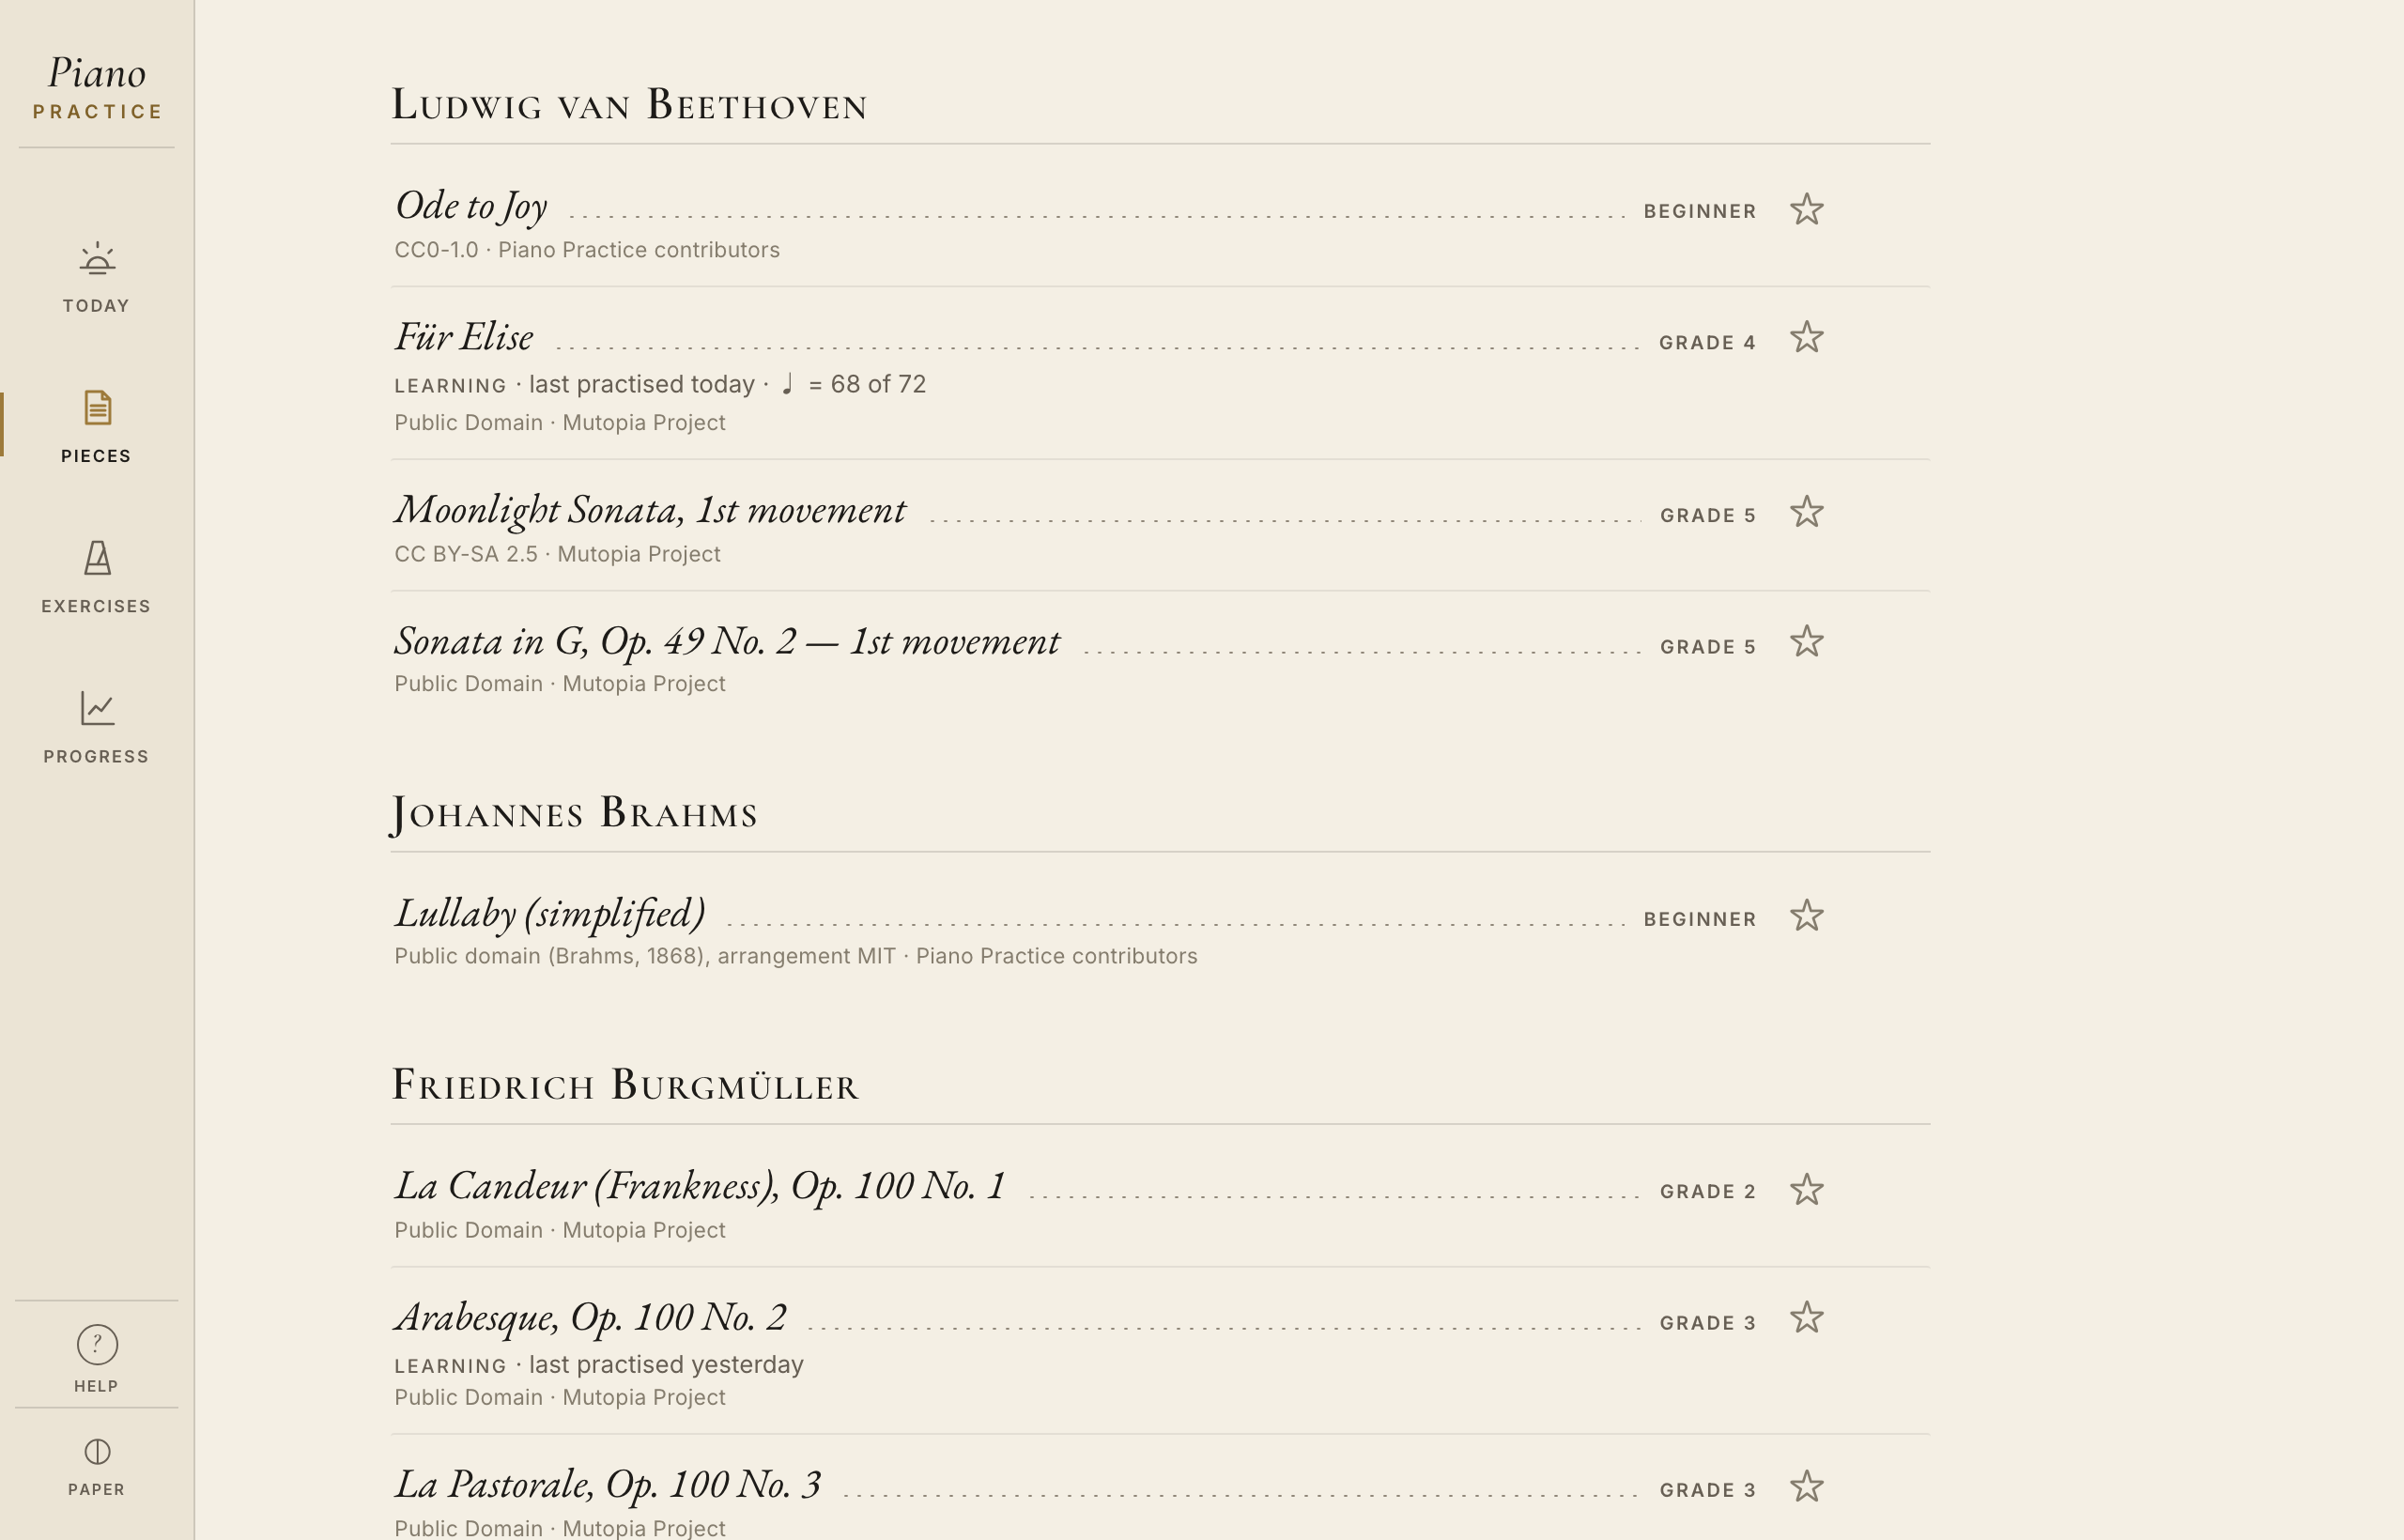 Piano
PRACTICE
TODAY
PIECES
EXERCISES
PROGRESS
? HELP
PAPER
Ludwig van Beethoven
Ode to Joy BEGINNER
CC0-1.0 · Piano Practice contributors
Für Elise GRADE 4
LEARNING · last practised today · ♩ = 68 of 72
Public Domain · Mutopia Project
Moonlight Sonata, 1st movement GRADE 5
CC BY-SA 2.5 · Mutopia Project
Sonata in G, Op. 49 No. 2 — 1st movement GRADE 5
Public Domain · Mutopia Project
Johannes Brahms
Lullaby (simplified) BEGINNER
Public domain (Brahms, 1868), arrangement MIT · Piano Practice contributors
Friedrich Burgmüller
La Candeur (Frankness), Op. 100 No. 1 GRADE 2
Public Domain · Mutopia Project
Arabesque, Op. 100 No. 2 GRADE 3
LEARNING · last practised yesterday
Public Domain · Mutopia Project
La Pastorale, Op. 100 No. 3 GRADE 3
Public Domain · Mutopia Project